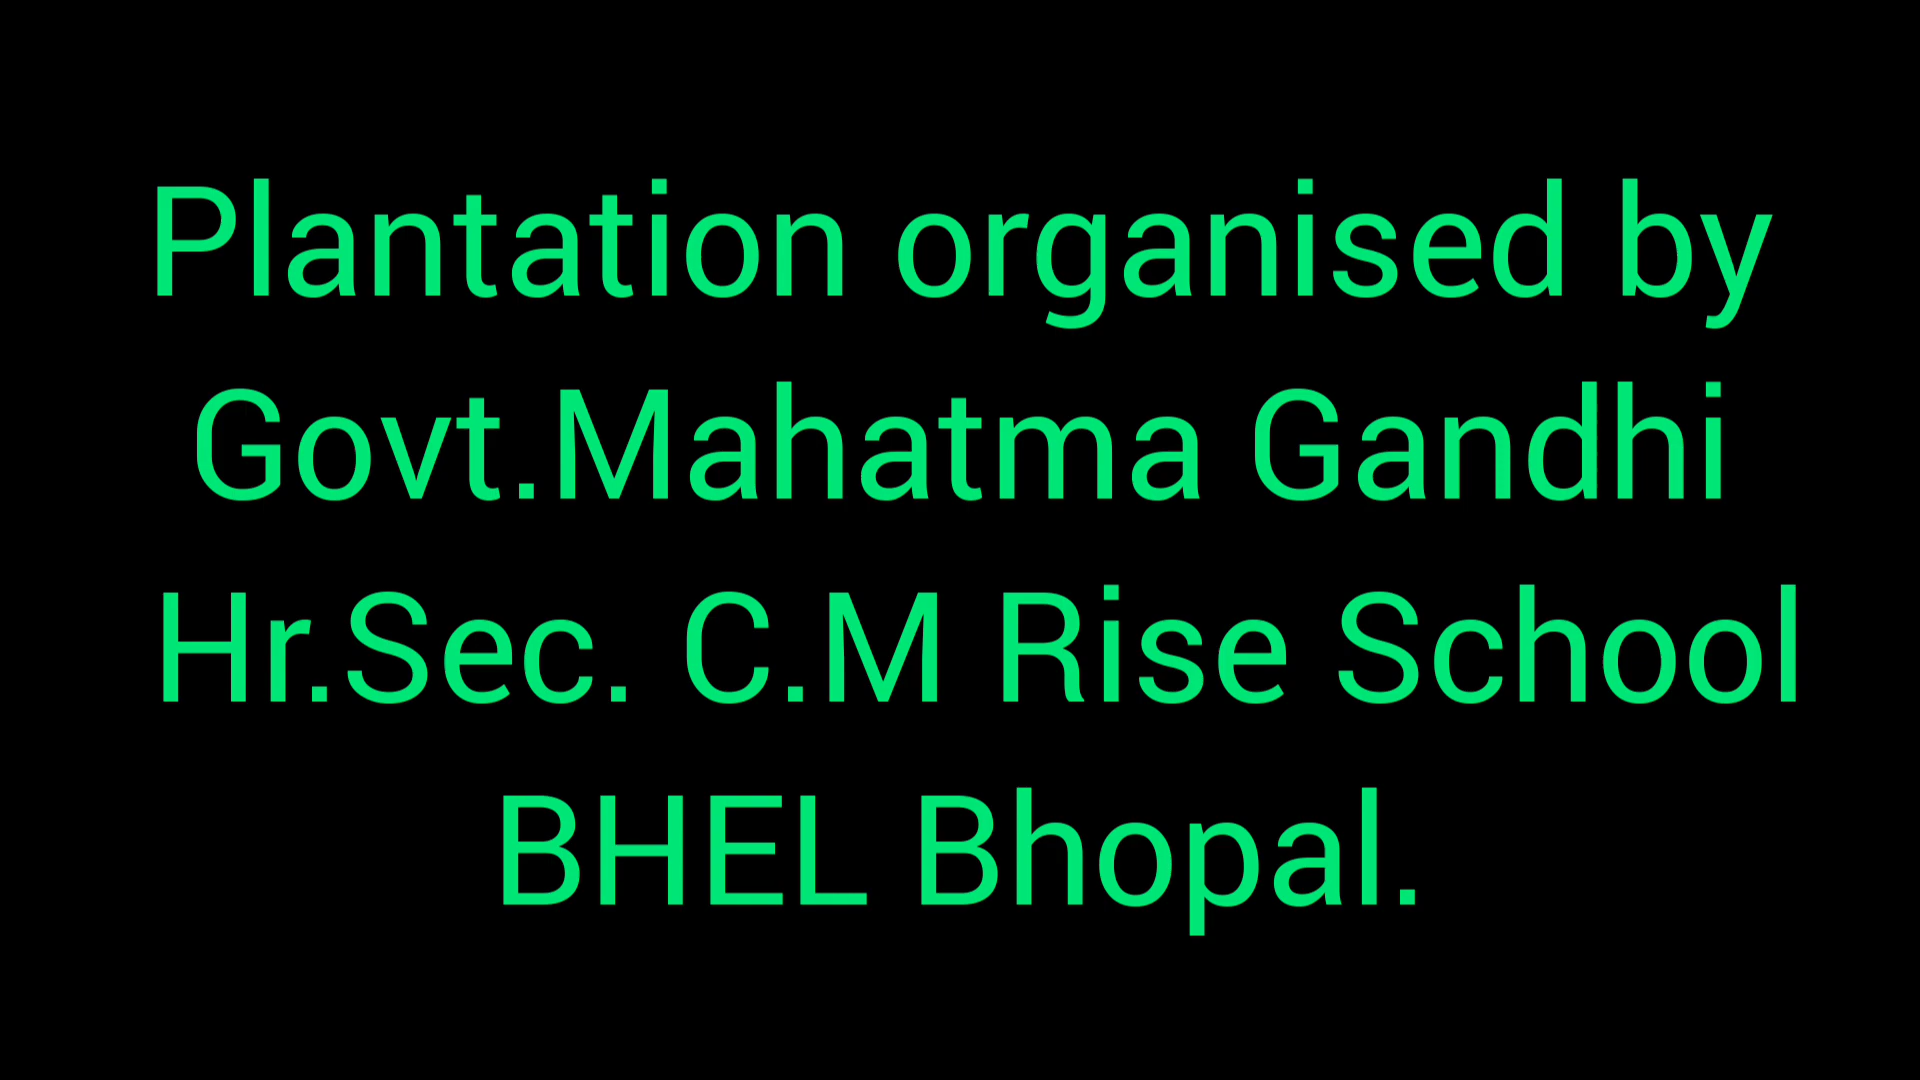 Plantation organised by
Govt.Mahatma Gandhi
Hr.Sec. C.M Rise School
BHEL Bhopal.